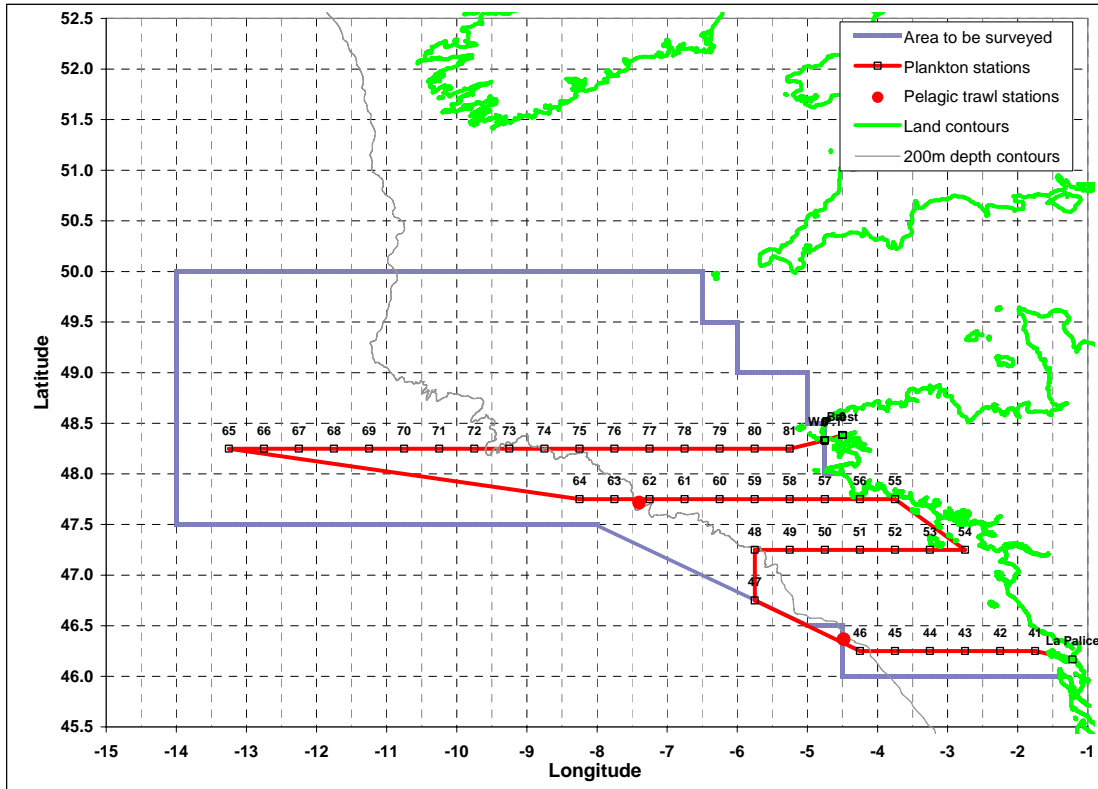 52.5
52.0
51.5
51.0
50.5
50.0
49.5
49.0
48.5
48.0
47.5
47.0
46.5
46.0
45.5
Latitude
Area to be surveyed
Plankton stations
Pelagic trawl stations
Land contours
200m depth contours
Brest
65 66 67 68 69 70 71 72 73 74 75 76 77 78 79 80 81
64 63 62 61 60 59 58 57 56 55
48 49 50 51 52 53 54
47
46 45 44 43 42 41 La Palice
-15 -14 -13 -12 -11 -10 -9 -8 -7 -6 -5 -4 -3 -2 -1
Longitude